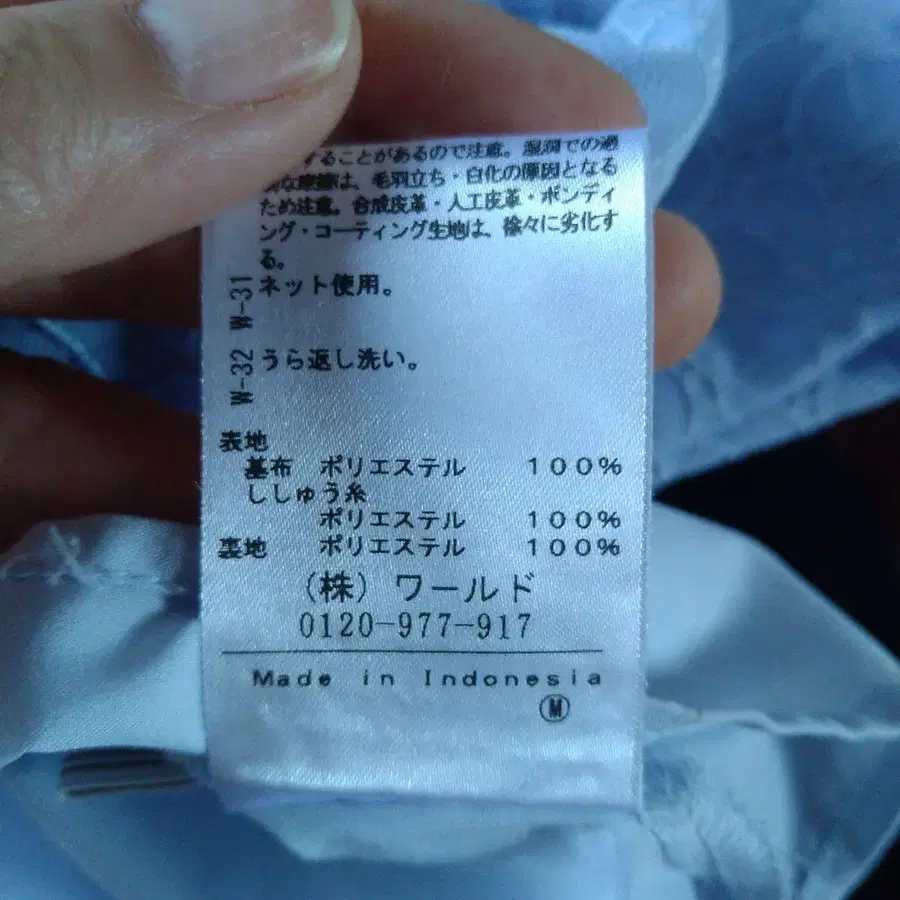 することがあるので注意。湿潤での過
な摩擦は、毛羽立ち・白化の原因となる
ため注意。合成皮革・人工皮革・ボンディ
ング・コーティング生地は、徐々に劣化す
る。
W-31 ネット使用。
W-32 うら返し洗い。
表地
基布 ポリエステル 100%
ししゅう糸
ポリエステル 100%
裏地 ポリエステル 100%
(株) ワールド
0120-977-917
Made in Indonesia
Ⓜ